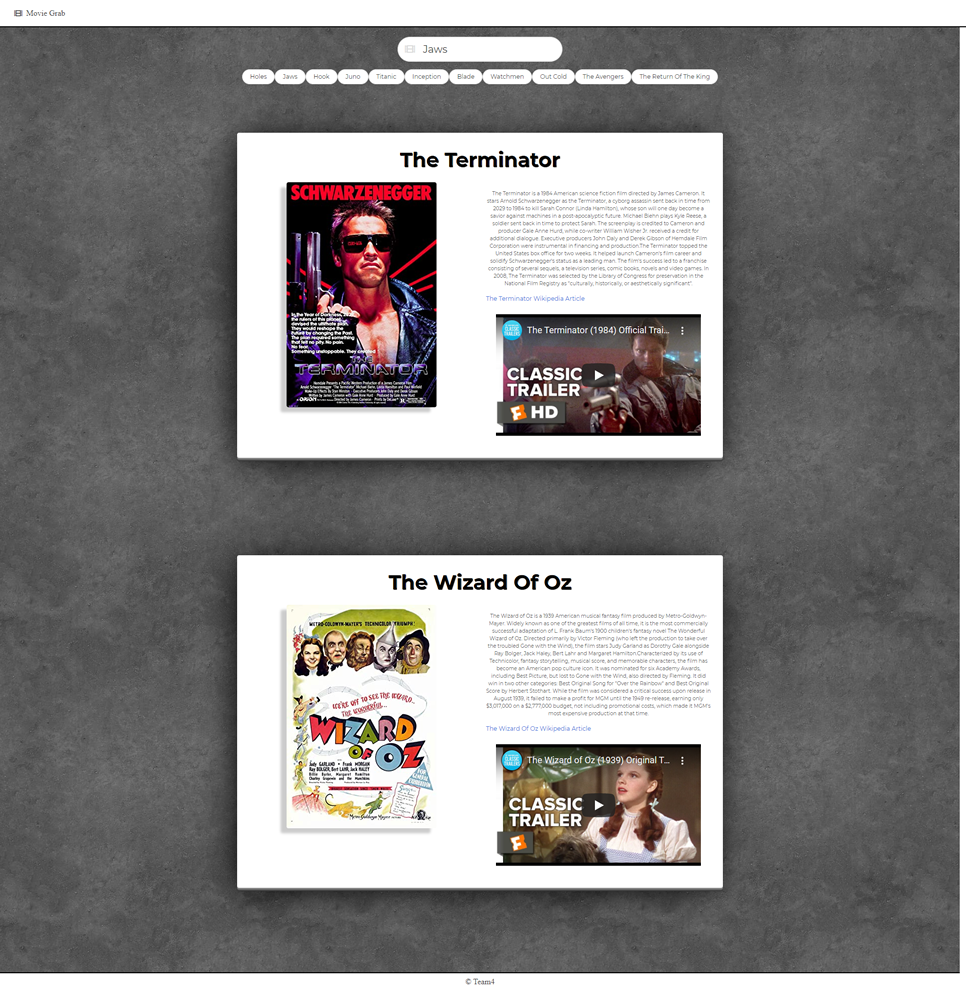 Movie Grab
Jaws
Holes Jaws Hook Juno Titanic Inception Blade Watchmen Out Cold The Avengers The Return Of The King
The Terminator
SCHWARZENEGGER
In the Year of Darkness, 2029,
the rulers of this planet
devised the ultimate plan.
They would reshape the
Future by changing the Past.
The plan required something
that felt no pity. No pain.
No fear.
Something unstoppable. They created
THE
TERMINATOR
ORION
The Terminator is a 1984 American science fiction film directed by James Cameron. It
stars Arnold Schwarzenegger as the Terminator, a cyborg assassin sent back in time from
2029 to 1984 to kill Sarah Connor (Linda Hamilton), whose son will one day become a
savior against machines in a post-apocalyptic future. Michael Biehn plays Kyle Reese, a
soldier sent back in time to protect Sarah. The screenplay is credited to Cameron and
producer Gale Anne Hurd, while co-writer William Wisher Jr. received a credit for
additional dialogue. Executive producers John Daly and Derek Gibson of Hemdale Film
Corporation were instrumental in financing and production.The Terminator topped the
United States box office for two weeks. It helped launch Cameron's film career and
solidify Schwarzenegger's status as a leading man. The film's success led to a franchise
consisting of several sequels, a television series, comic books, novels and video games. In
2008, The Terminator was selected by the Library of Congress for preservation in the
National Film Registry as "culturally, historically, or aesthetically significant".
The Terminator Wikipedia Article
The Terminator (1984) Official Trai...
CLASSIC
TRAILER
HD
The Wizard Of Oz
METRO-GOLDWYN-MAYER'S TECHNICOLOR TRIUMPH!
WE'RE OFF TO SEE THE WIZARD...
THE WONDERFUL...
WIZARD
OF OZ
Judy GARLAND • Frank MORGAN
Ray BOLGER, Bert LAHR, Jack HALEY
Billie Burke, Margaret Hamilton
Charley Grapewin and the Munchkins
The Wizard of Oz is a 1939 American musical fantasy film produced by Metro-Goldwyn-
Mayer. Widely known as one of the greatest films of all time, it is the most commercially
successful adaptation of L. Frank Baum's 1900 children's fantasy novel The Wonderful
Wizard of Oz. Directed primarily by Victor Fleming (who left the production to take over
the troubled Gone with the Wind), the film stars Judy Garland as Dorothy Gale alongside
Ray Bolger, Jack Haley, Bert Lahr and Margaret Hamilton.Characterized by its use of
Technicolor, fantasy storytelling, musical score, and memorable characters, the film has
become an American pop culture icon. It was nominated for six Academy Awards,
including Best Picture, but lost to Gone with the Wind, also directed by Fleming. It did
win in two other categories: Best Original Song for "Over the Rainbow" and Best Original
Score by Herbert Stothart. While the film was considered a critical success upon release in
August 1939, it failed to make a profit for MGM until the 1949 re-release, earning only
$3,017,000 on a $2,777,000 budget, not including promotional costs, which made it MGM's
most expensive production at that time.
The Wizard Of Oz Wikipedia Article
The Wizard of Oz (1939) Original T...
CLASSIC
TRAILER
© Team4